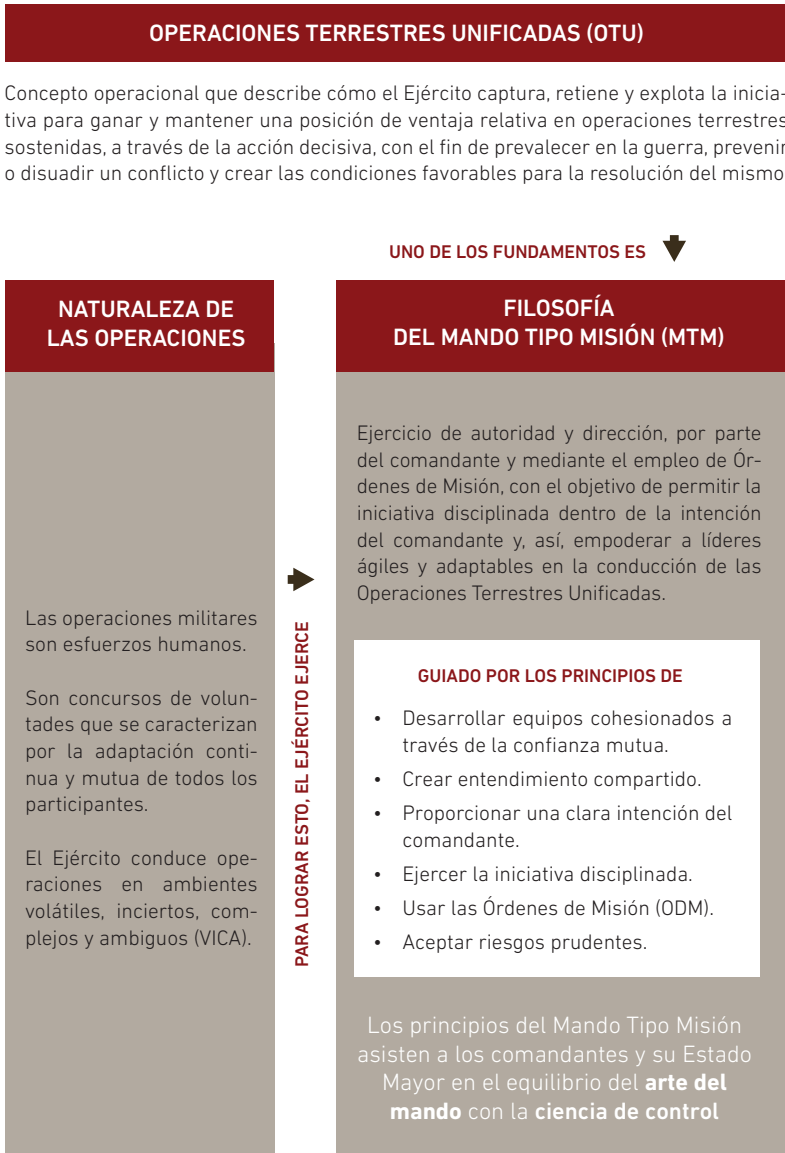 OPERACIONES TERRESTRES UNIFICADAS (OTU)
Concepto operacional que describe cómo el Ejército captura, retiene y explota la inicia-
tiva para ganar y mantener una posición de ventaja relativa en operaciones terrestres
sostenidas, a través de la acción decisiva, con el fin de prevalecer en la guerra, prevenir
o disuadir un conflicto y crear las condiciones favorables para la resolución del mismo
UNO DE LOS FUNDAMENTOS ES
NATURALEZA DE
LAS OPERACIONES
Las operaciones militares
son esfuerzos humanos.
Son concursos de volun-
tades que se caracterizan
por la adaptación conti-
nua y mutua de todos los
participantes.
El Ejército conduce ope-
raciones en ambientes
volátiles, inciertos, com-
plejos y ambiguos (VICA).
PARA LOGRAR ESTO, EL EJÉRCITO EJERCE
FILOSOFÍA
DEL MANDO TIPO MISIÓN (MTM)
Ejercicio de autoridad y dirección, por parte
del comandante y mediante el empleo de Ór-
denes de Misión, con el objetivo de permitir la
iniciativa disciplinada dentro de la intención
del comandante y, así, empoderar a líderes
ágiles y adaptables en la conducción de las
Operaciones Terrestres Unificadas.
GUIADO POR LOS PRINCIPIOS DE
• Desarrollar equipos cohesionados a
través de la confianza mutua.
• Crear entendimiento compartido.
• Proporcionar una clara intención del
comandante.
• Ejercer la iniciativa disciplinada.
• Usar las Órdenes de Misión (ODM).
• Aceptar riesgos prudentes.
Los principios del Mando Tipo Misión
asisten a los comandantes y su Estado
Mayor en el equilibrio del arte del
mando con la ciencia de control